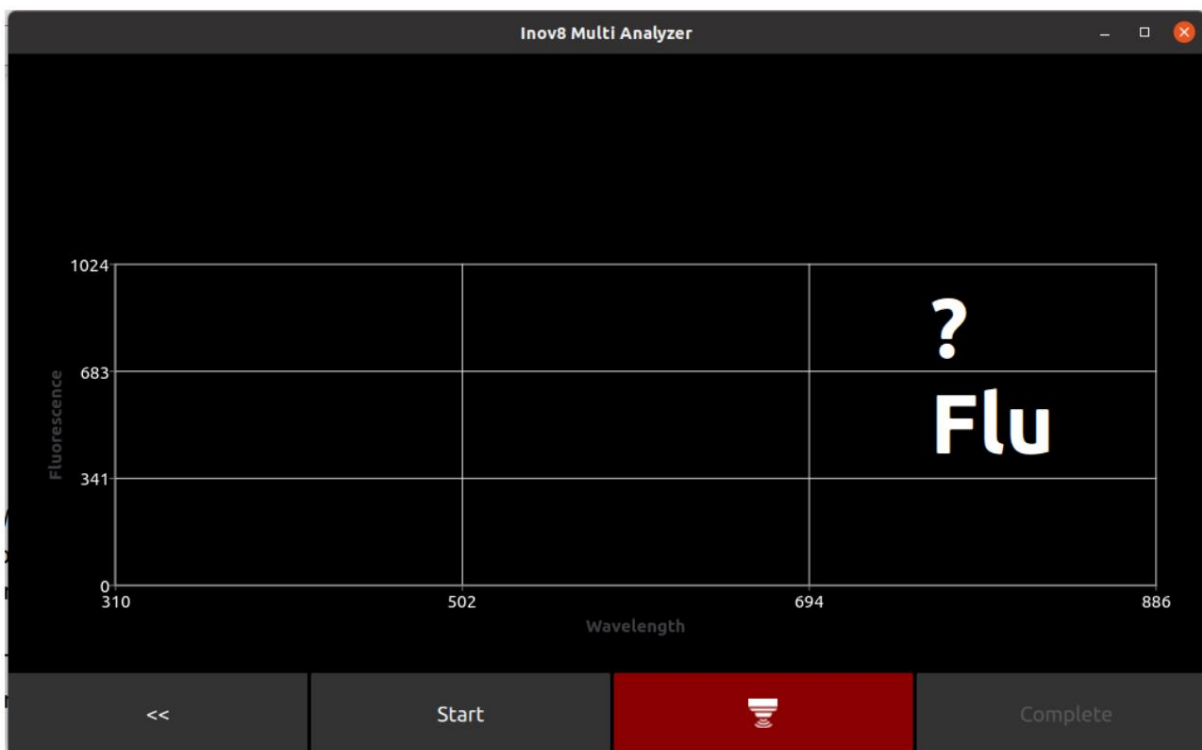 Inov8 Multi Analyzer
1024
683
341
0
Fluorescence
?
Flu
310 502 694 886
Wavelength
<< Start Complete